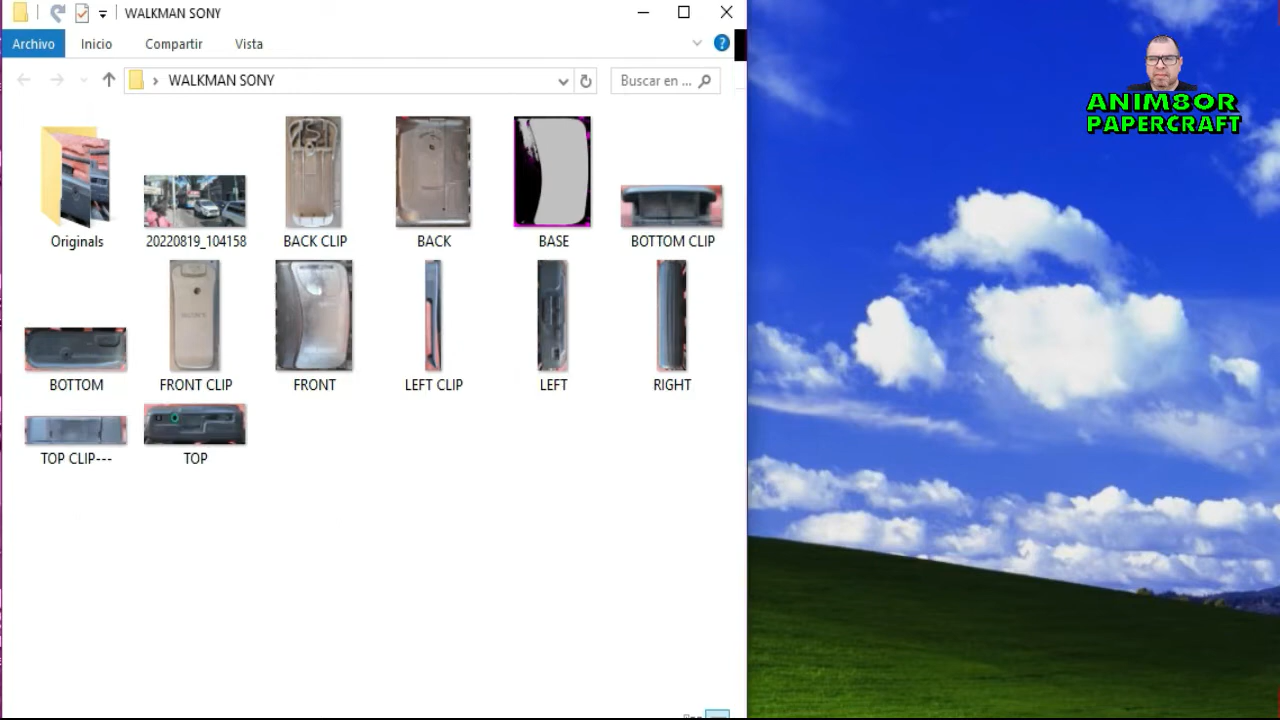 WALKMAN SONY
Archivo
Inicio
Compartir
Vista
WALKMAN SONY
Buscar en ...
Originals
20220819_104158
BACK CLIP
BACK
BASE
BOTTOM CLIP
BOTTOM
FRONT CLIP
FRONT
LEFT CLIP
LEFT
RIGHT
TOP CLIP---
TOP
ANIM8OR
PAPERCRAFT